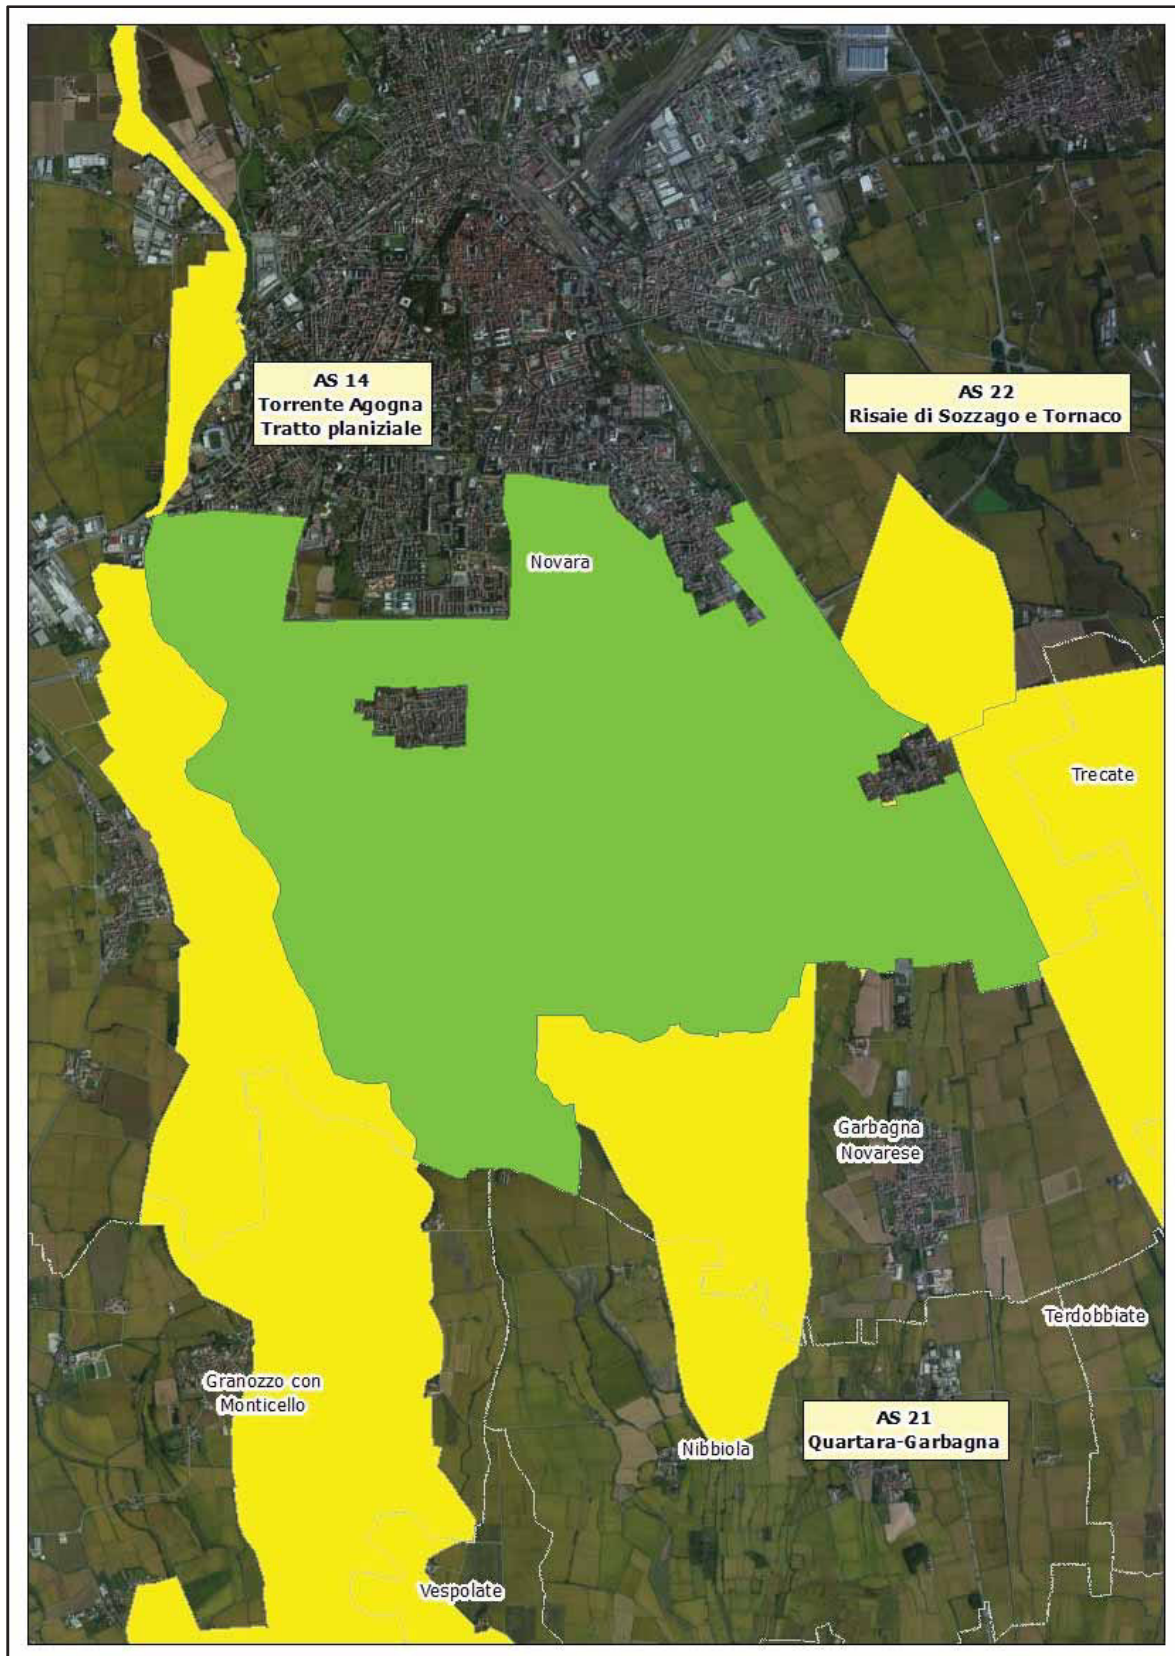 AS 14
Torrente Agogna
Tratto planiziale
AS 22
Risaie di Sozzago e Tornaco
Novara
Trecate
Garbagna
Novarese
Terdobbiate
Granozzo con
Monticello
AS 21
Quartara-Garbagna
Nibbiola
Vespolate